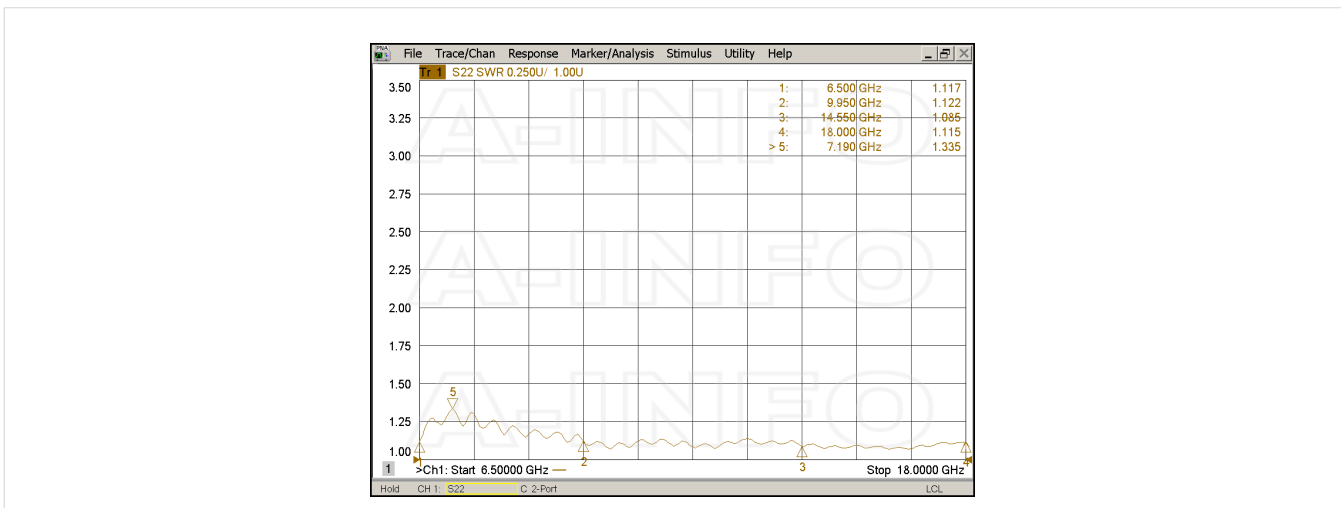 PNA
File Trace/Chan Response Marker/Analysis Stimulus Utility Help
Tr 1 S22 SWR 0.250U/ 1.00U
3.50
3.25
3.00
2.75
2.50
2.25
2.00
1.75
1.50
1.25
1.00
1: 6.500 GHz 1.117
2: 9.950 GHz 1.122
3: 14.550 GHz 1.085
4: 18.000 GHz 1.115
> 5: 7.190 GHz 1.335
A-INFO
A-INFO
A-INFO
5
1
2
3
4
1 >Ch1: Start 6.50000 GHz — Stop 18.0000 GHz
Hold CH 1: S22 C 2-Port LCL